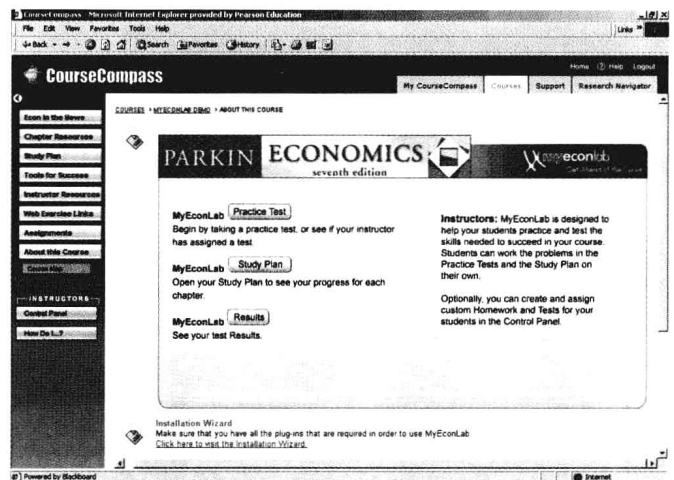 CourseCompass - Microsoft Internet Explorer provided by Pearson Education
File Edit View Favorites Tools Help
Links
Back Search Favorites History
Home Help Logout
CourseCompass
My CourseCompass Courses Support Research Navigator
COURSES > MYECONLAB DEMO > ABOUT THIS COURSE
Econ in the News
Chapter Resources
Study Plan
Tools for Success
Instructor Resources
Web Exercise Links
Assignments
About this Course
Course Map
INSTRUCTORS
Control Panel
How Do I...?
PARKIN ECONOMICS
seventh edition
myeconlab
MyEconLab Practice Test
Begin by taking a practice test, or see if your instructor
has assigned a test.
MyEconLab Study Plan
Open your Study Plan to see your progress for each
chapter.
MyEconLab Results
See your test Results.
Instructors: MyEconLab is designed to
help your students practice and test the
skills needed to succeed in your course.
Students can work the problems in the
Practice Tests and the Study Plan on
their own.
Optionally, you can create and assign
custom Homework and Tests for your
students in the Control Panel.
Installation Wizard
Make sure that you have all the plug-ins that are required in order to use MyEconLab
Click here to visit the Installation Wizard.
Powered by Blackboard
Internet